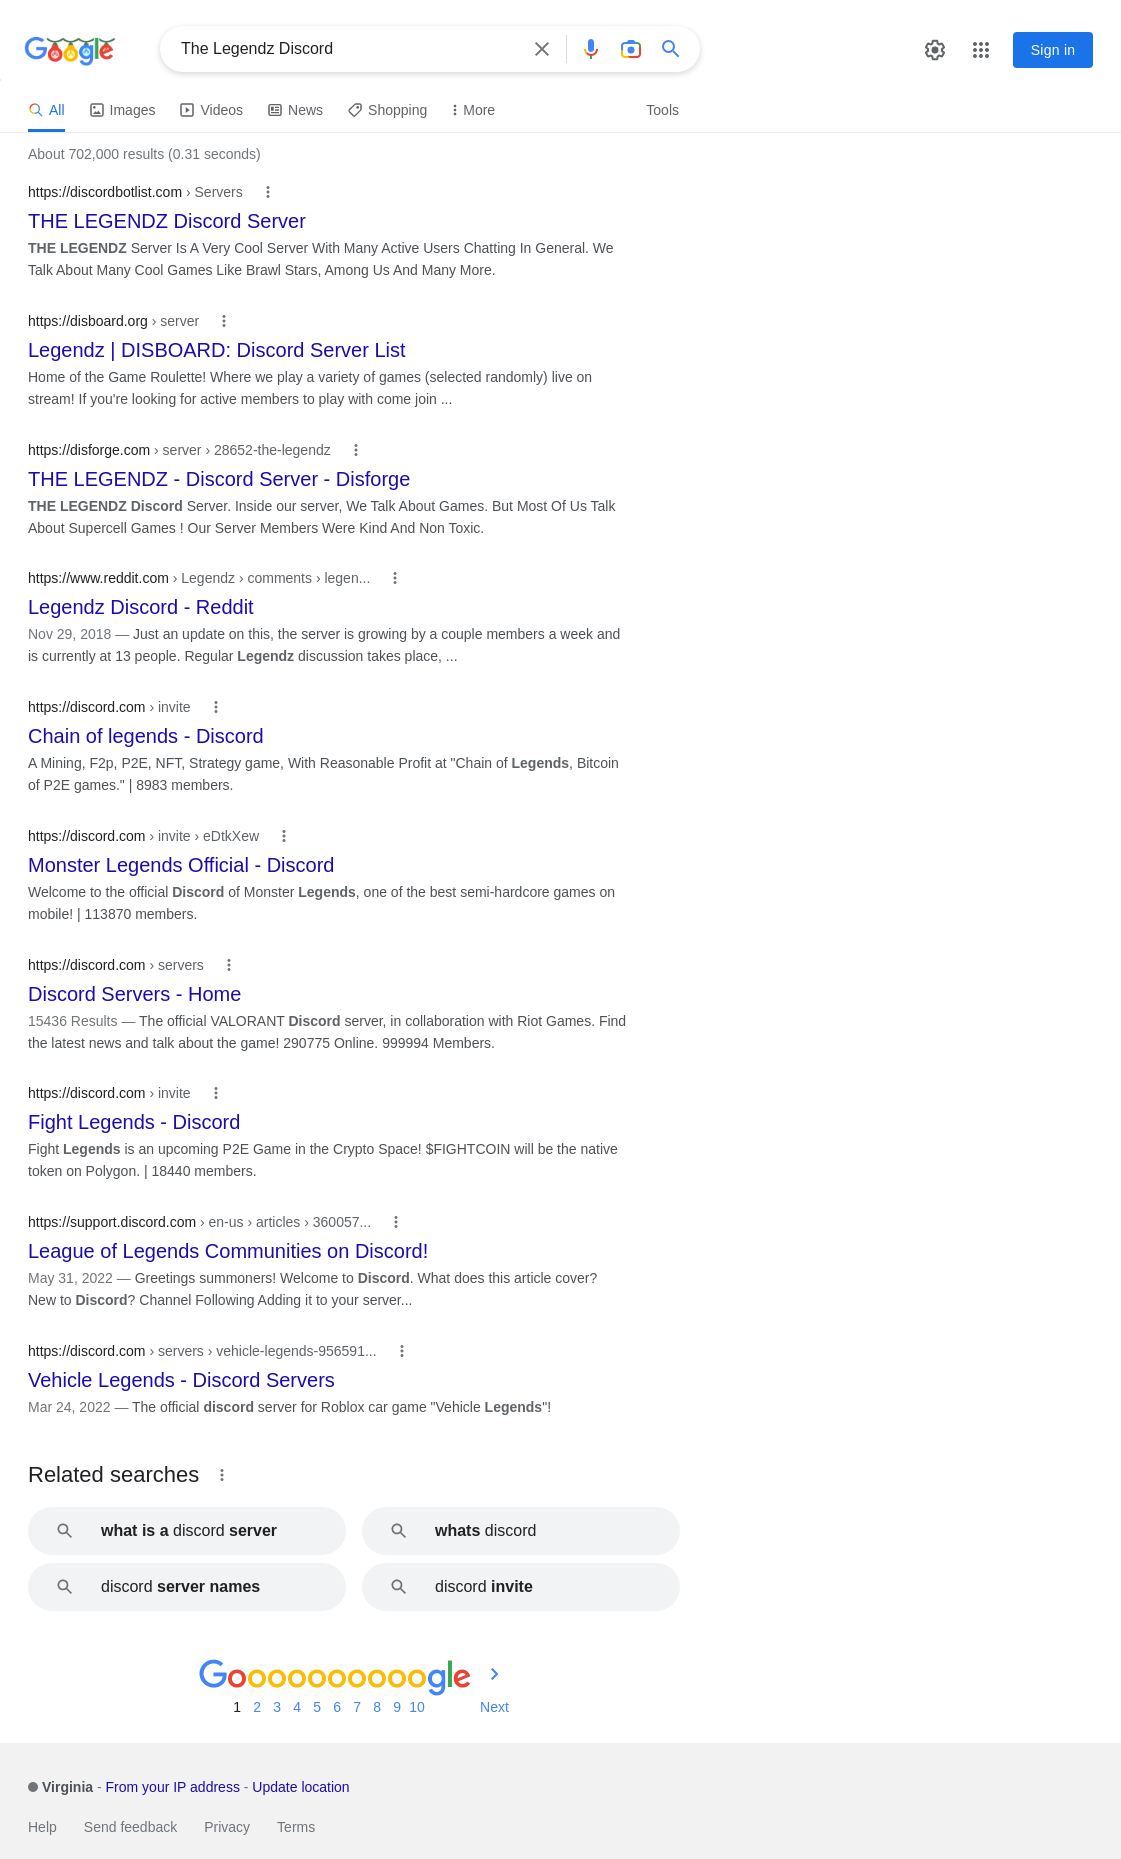 Google
The Legendz Discord
Sign in
All
Images
Videos
News
Shopping
More
Tools
About 702,000 results (0.31 seconds)
https://discordbotlist.com › Servers
THE LEGENDZ Discord Server
THE LEGENDZ Server Is A Very Cool Server With Many Active Users Chatting In General. We
Talk About Many Cool Games Like Brawl Stars, Among Us And Many More.
https://disboard.org › server
Legendz | DISBOARD: Discord Server List
Home of the Game Roulette! Where we play a variety of games (selected randomly) live on
stream! If you're looking for active members to play with come join ...
https://disforge.com › server › 28652-the-legendz
THE LEGENDZ - Discord Server - Disforge
THE LEGENDZ Discord Server. Inside our server, We Talk About Games. But Most Of Us Talk
About Supercell Games ! Our Server Members Were Kind And Non Toxic.
https://www.reddit.com › Legendz › comments › legen...
Legendz Discord - Reddit
Nov 29, 2018 — Just an update on this, the server is growing by a couple members a week and
is currently at 13 people. Regular Legendz discussion takes place, ...
https://discord.com › invite
Chain of legends - Discord
A Mining, F2p, P2E, NFT, Strategy game, With Reasonable Profit at "Chain of Legends, Bitcoin
of P2E games." | 8983 members.
https://discord.com › invite › eDtkXew
Monster Legends Official - Discord
Welcome to the official Discord of Monster Legends, one of the best semi-hardcore games on
mobile! | 113870 members.
https://discord.com › servers
Discord Servers - Home
15436 Results — The official VALORANT Discord server, in collaboration with Riot Games. Find
the latest news and talk about the game! 290775 Online. 999994 Members.
https://discord.com › invite
Fight Legends - Discord
Fight Legends is an upcoming P2E Game in the Crypto Space! $FIGHTCOIN will be the native
token on Polygon. | 18440 members.
https://support.discord.com › en-us › articles › 360057...
League of Legends Communities on Discord!
May 31, 2022 — Greetings summoners! Welcome to Discord. What does this article cover?
New to Discord? Channel Following Adding it to your server...
https://discord.com › servers › vehicle-legends-956591...
Vehicle Legends - Discord Servers
Mar 24, 2022 — The official discord server for Roblox car game "Vehicle Legends"!
Related searches
what is a discord server
whats discord
discord server names
discord invite
Goooooooooogle
1 2 3 4 5 6 7 8 9 10 Next
Virginia - From your IP address - Update location
Help Send feedback Privacy Terms